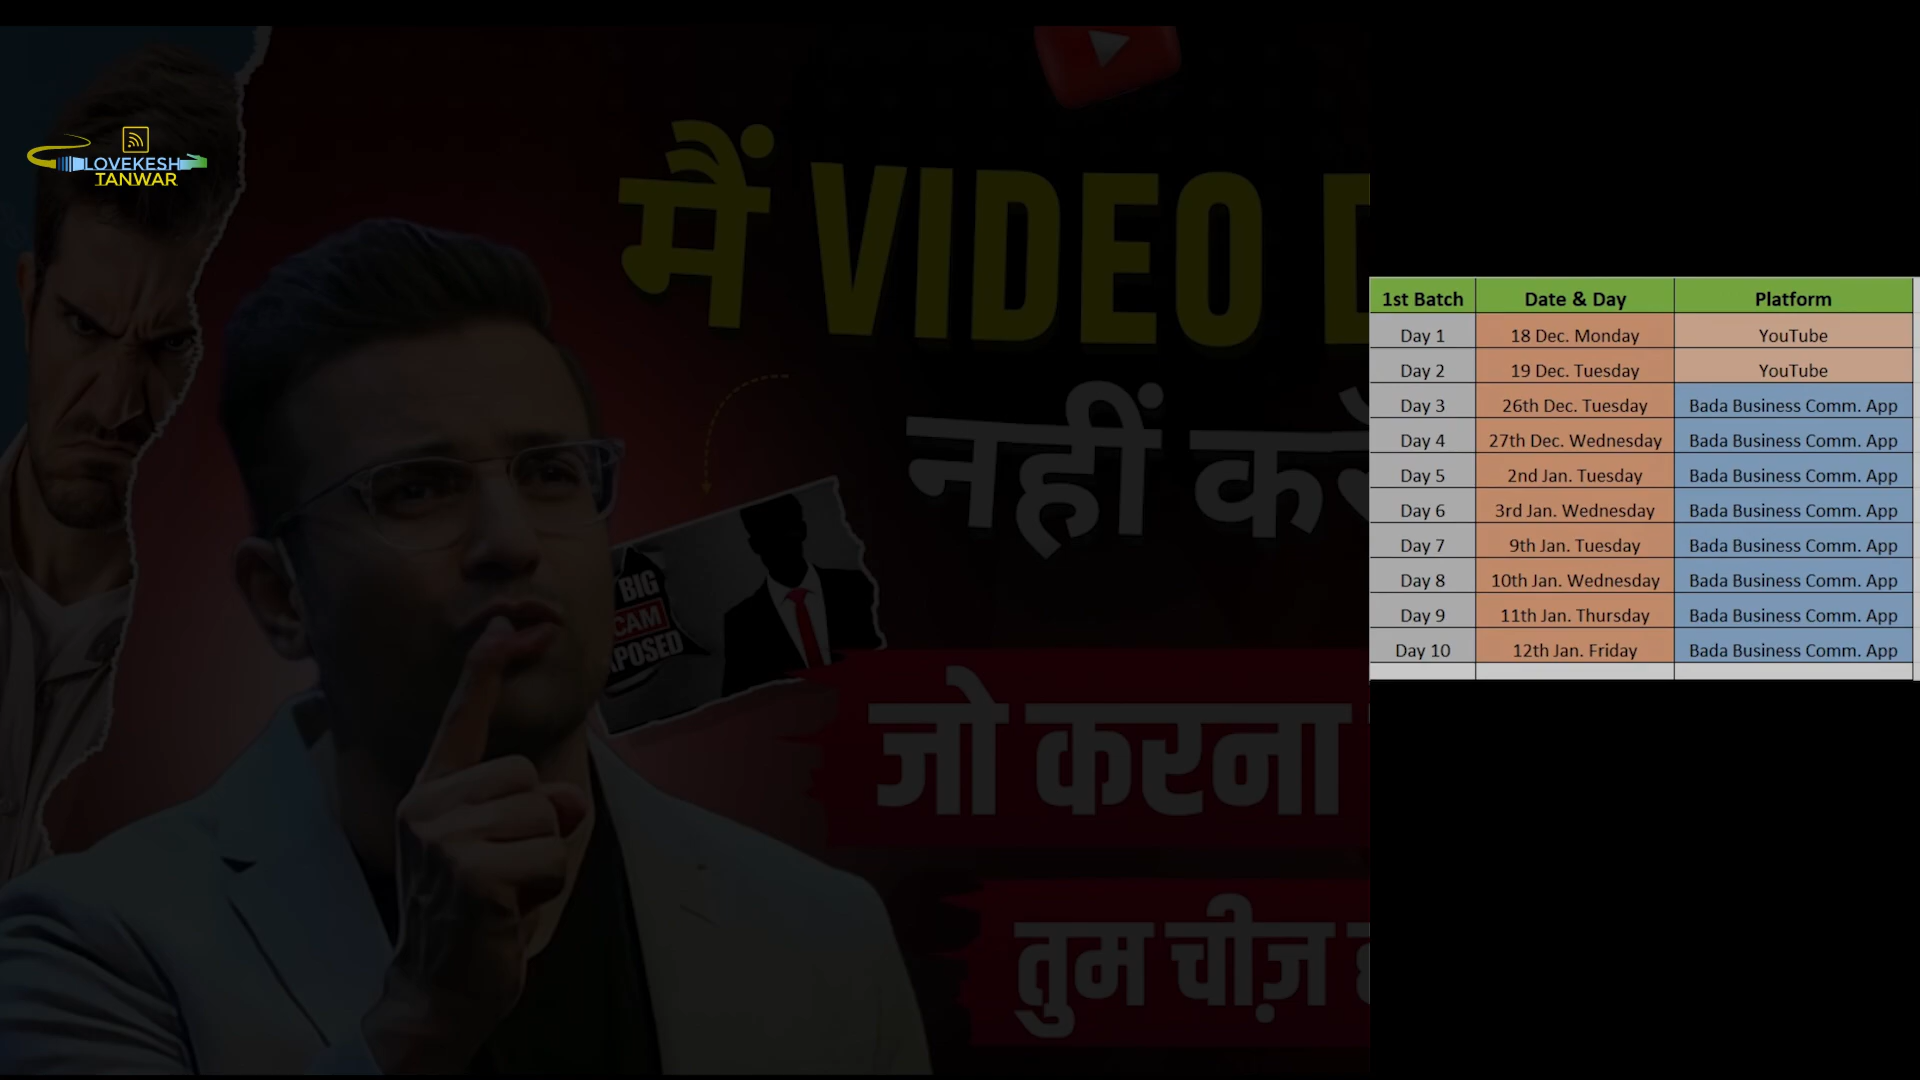 LOVEKESH
TANWAR
में VIDEO
नहीं
BIG
POSED
जो करना
तुम चीज़
1st Batch Date & Day Platform
Day 1 18 Dec. Monday YouTube
Day 2 19 Dec. Tuesday YouTube
Day 3 26th Dec. Tuesday Bada Business Comm. App
Day 4 27th Dec. Wednesday Bada Business Comm. App
Day 5 2nd Jan. Tuesday Bada Business Comm. App
Day 6 3rd Jan. Wednesday Bada Business Comm. App
Day 7 9th Jan. Tuesday Bada Business Comm. App
Day 8 10th Jan. Wednesday Bada Business Comm. App
Day 9 11th Jan. Thursday Bada Business Comm. App
Day 10 12th Jan. Friday Bada Business Comm. App